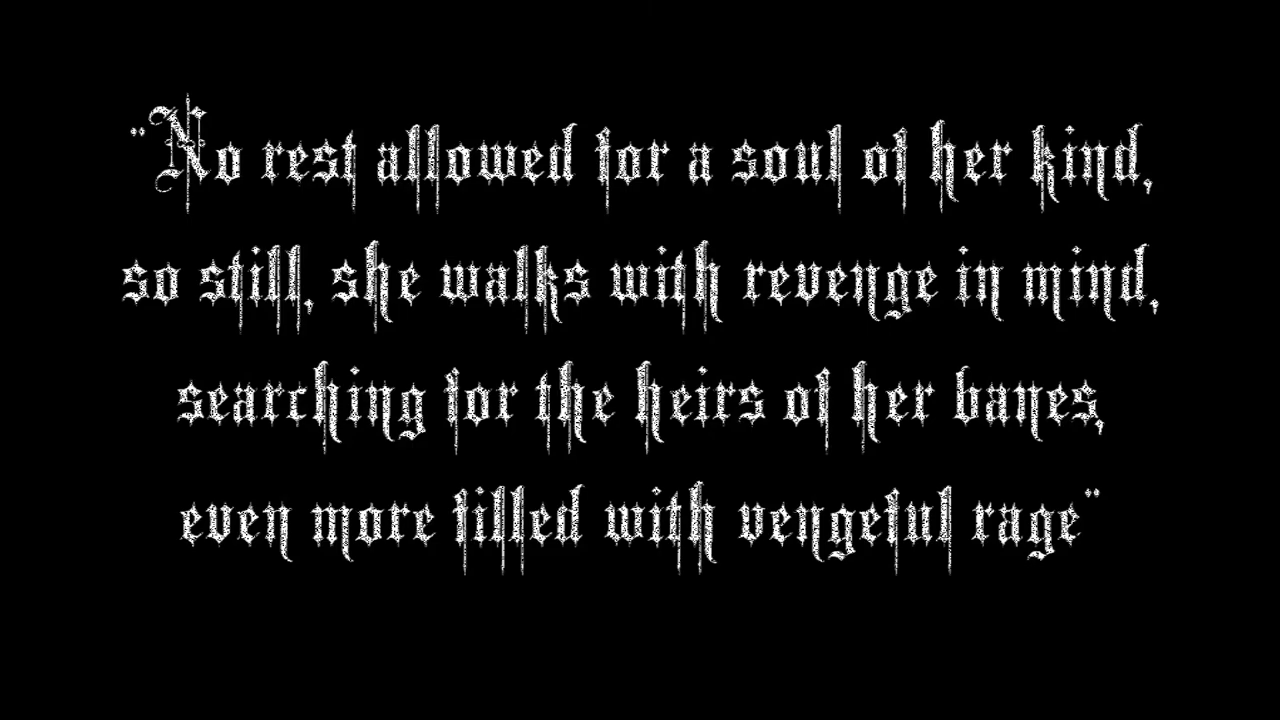 "No rest allowed for a soul of her kind,
so still, she walks with revenge in mind,
searching for the heirs of her banes,
even more filled with vengeful rage"